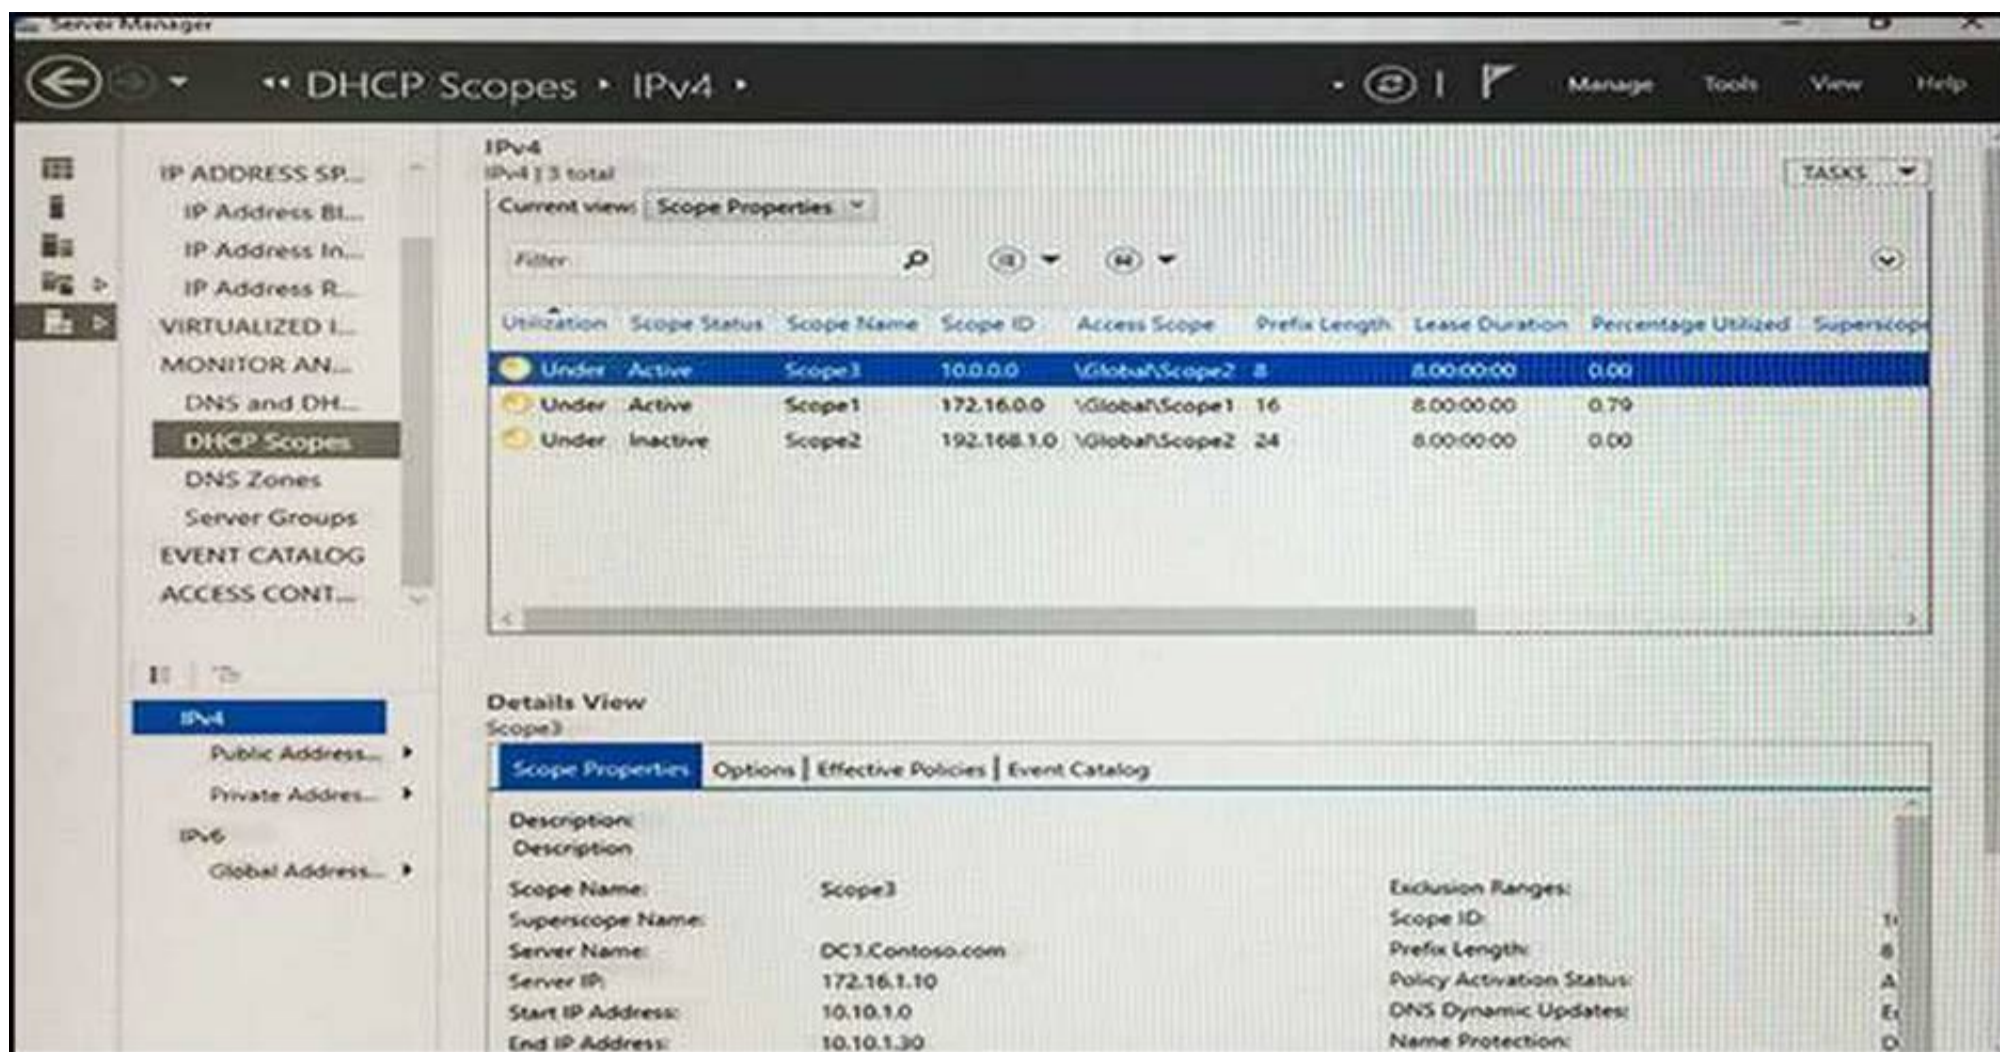 Server Manager
DHCP Scopes IPv4
Manage Tools View Help
IP ADDRESS SP...
IP Address Bl...
IP Address In...
IP Address R...
VIRTUALIZED I...
MONITOR AN...
DNS and DH...
DHCP Scopes
DNS Zones
Server Groups
EVENT CATALOG
ACCESS CONT...
IPv4
Public Address...
Private Addres...
IPv6
Global Address...
IPv4
IPv4 | 3 total
TASKS
Current view: Scope Properties
Filter
Utilization Scope Status Scope Name Scope ID Access Scope Prefix Length Lease Duration Percentage Utilized Superscope
Under Active Scope3 10.0.0.0 \Global\Scope2 8 8.00:00:00 0.00
Under Active Scope1 172.16.0.0 \Global\Scope1 16 8.00:00:00 0.79
Under Inactive Scope2 192.168.1.0 \Global\Scope2 24 8.00:00:00 0.00
Details View
Scope3
Scope Properties Options | Effective Policies | Event Catalog
Description:
Description
Scope Name: Scope3 Exclusion Ranges:
Superscope Name: Scope ID:
Server Name: DC1.Contoso.com Prefix Length: 8
Server IP: 172.16.1.10 Policy Activation Status: A
Start IP Address: 10.10.1.0 DNS Dynamic Updates:
End IP Address: 10.10.1.30 Name Protection: